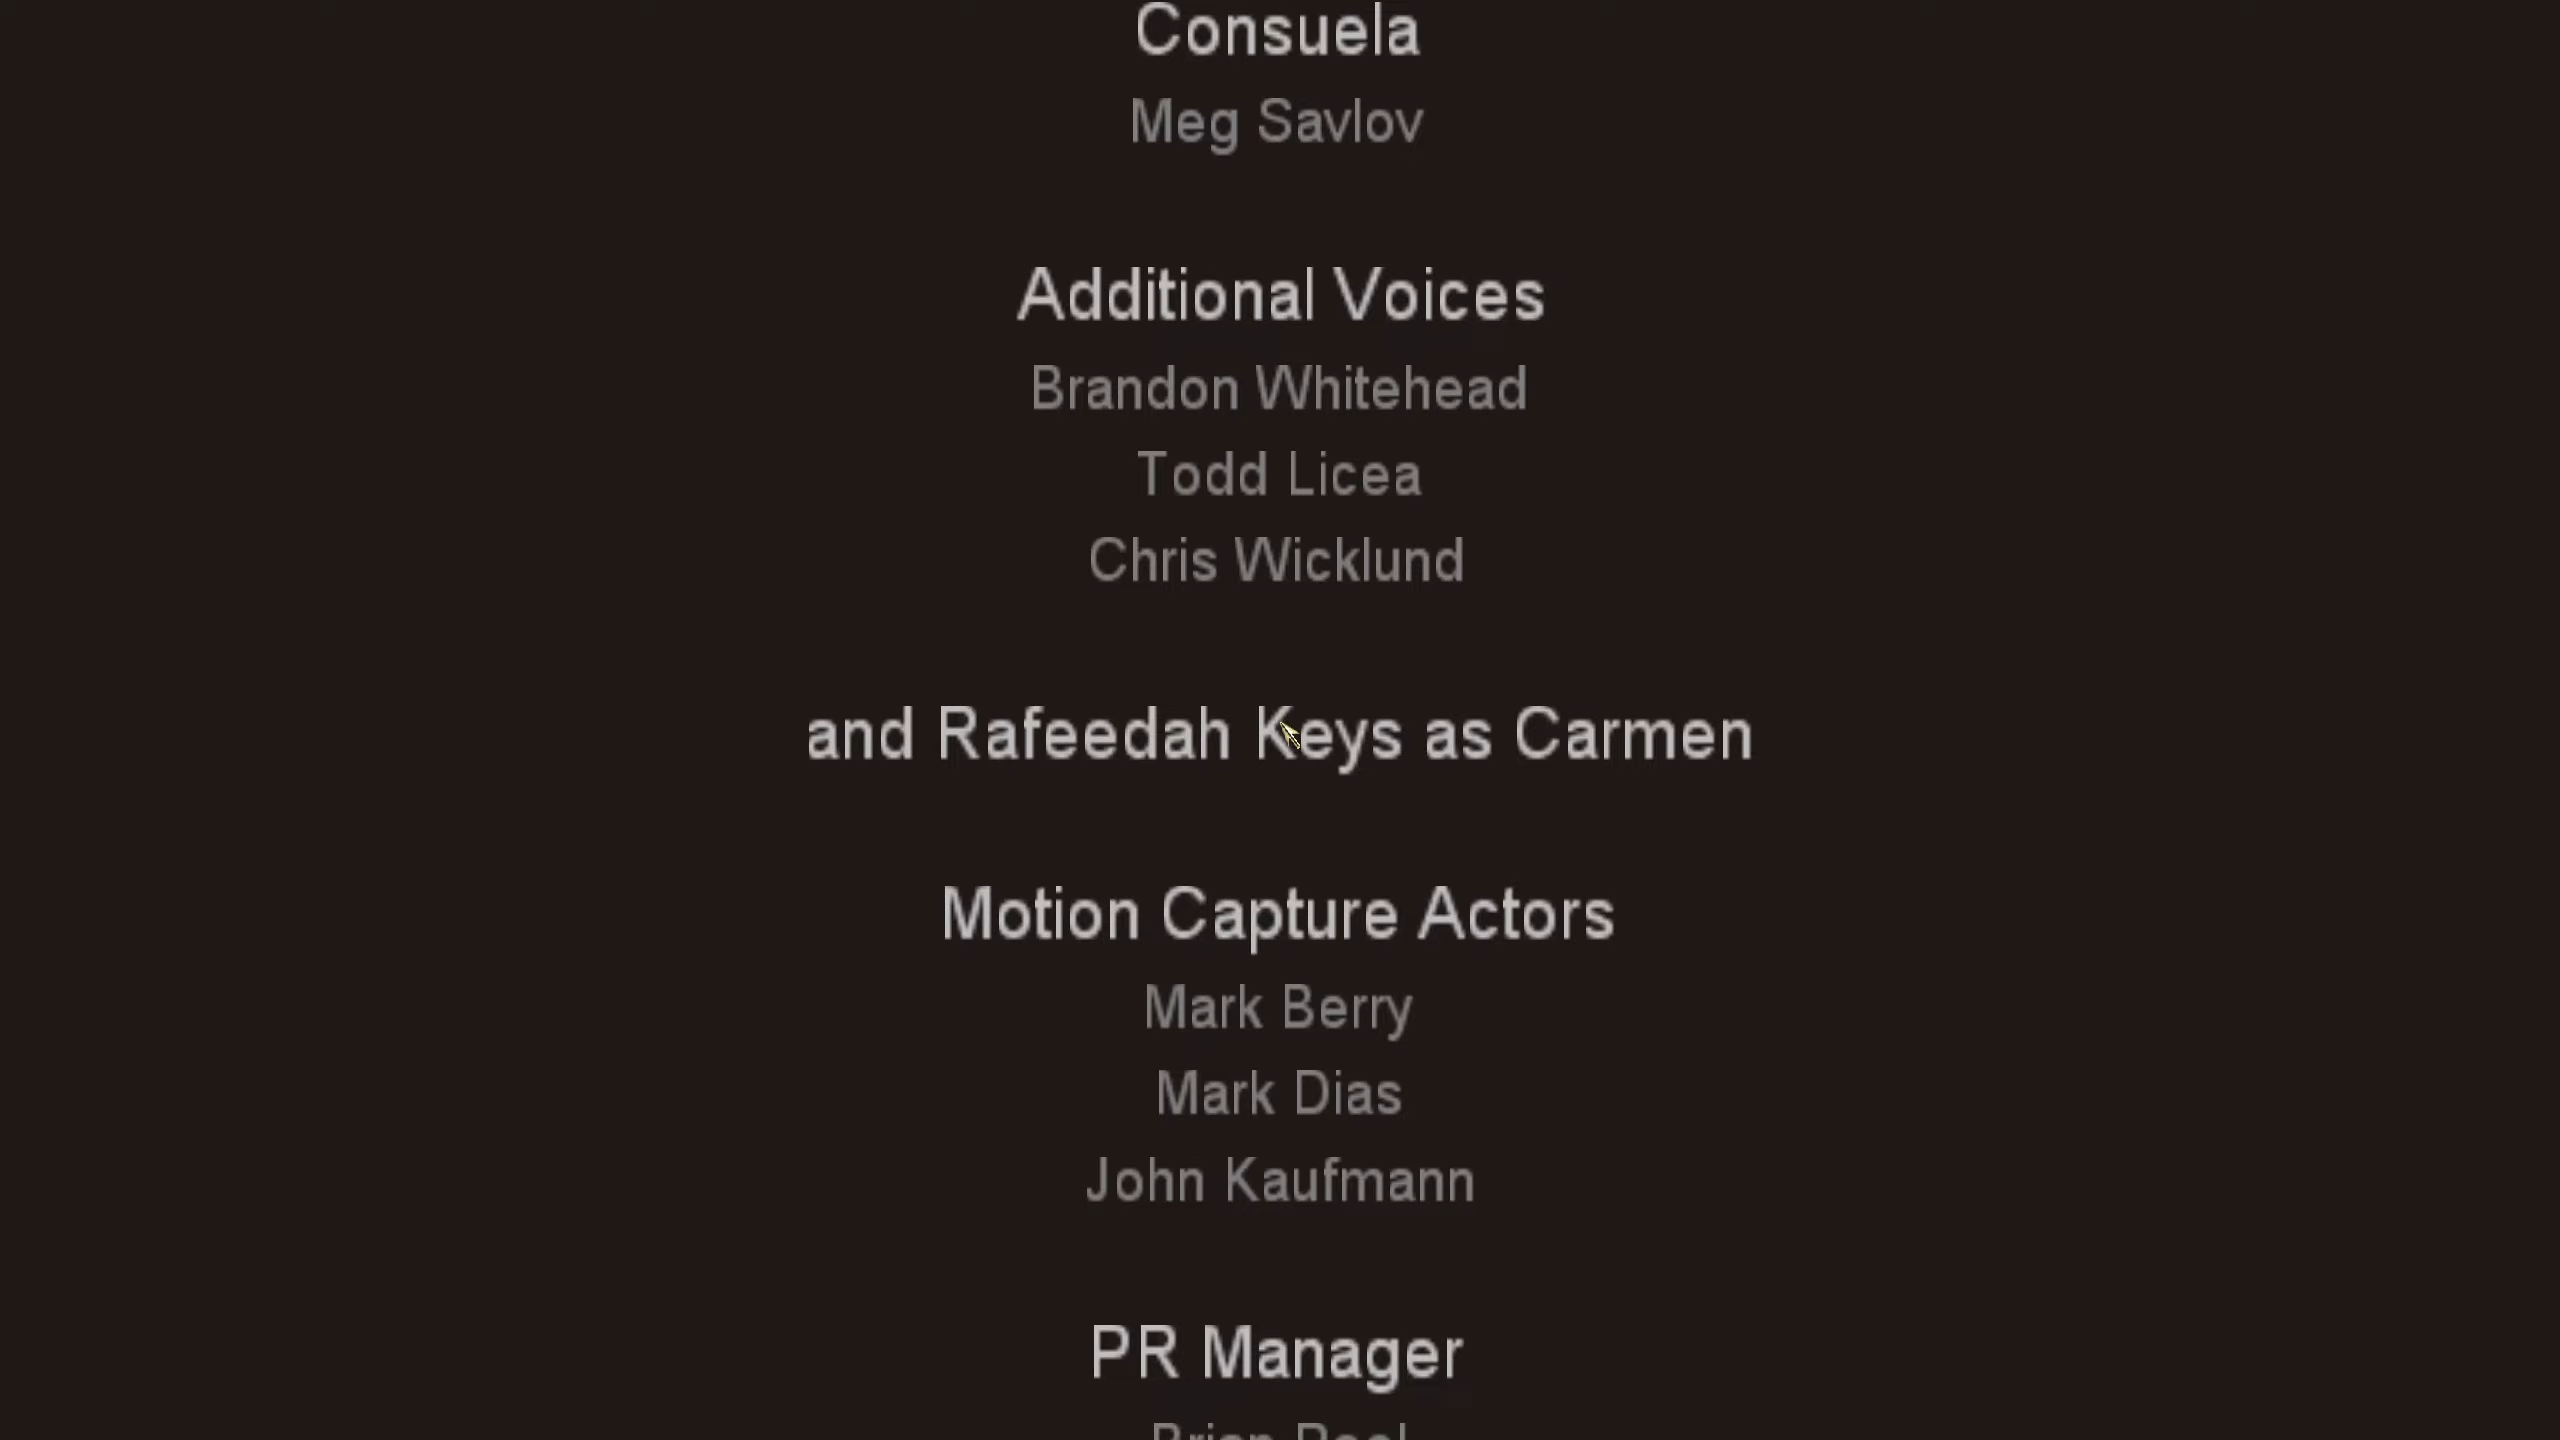 Consuela
Meg Savlov
Additional Voices
Brandon Whitehead
Todd Licea
Chris Wicklund
and Rafeedah Keys as Carmen
Motion Capture Actors
Mark Berry
Mark Dias
John Kaufmann
PR Manager